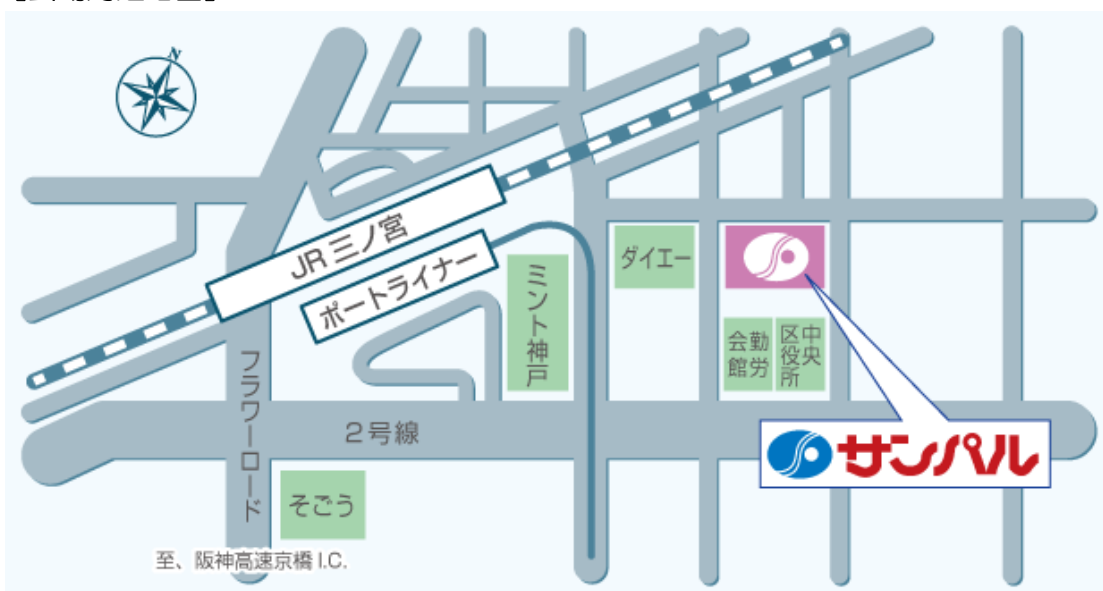 N
JR 三ノ宮
ポートライナー
ミント神戸
ダイエー
勤労
会館
中央
区役所
フラワーロード
2号線
サンパル
そごう
至、阪神高速京橋 I.C.